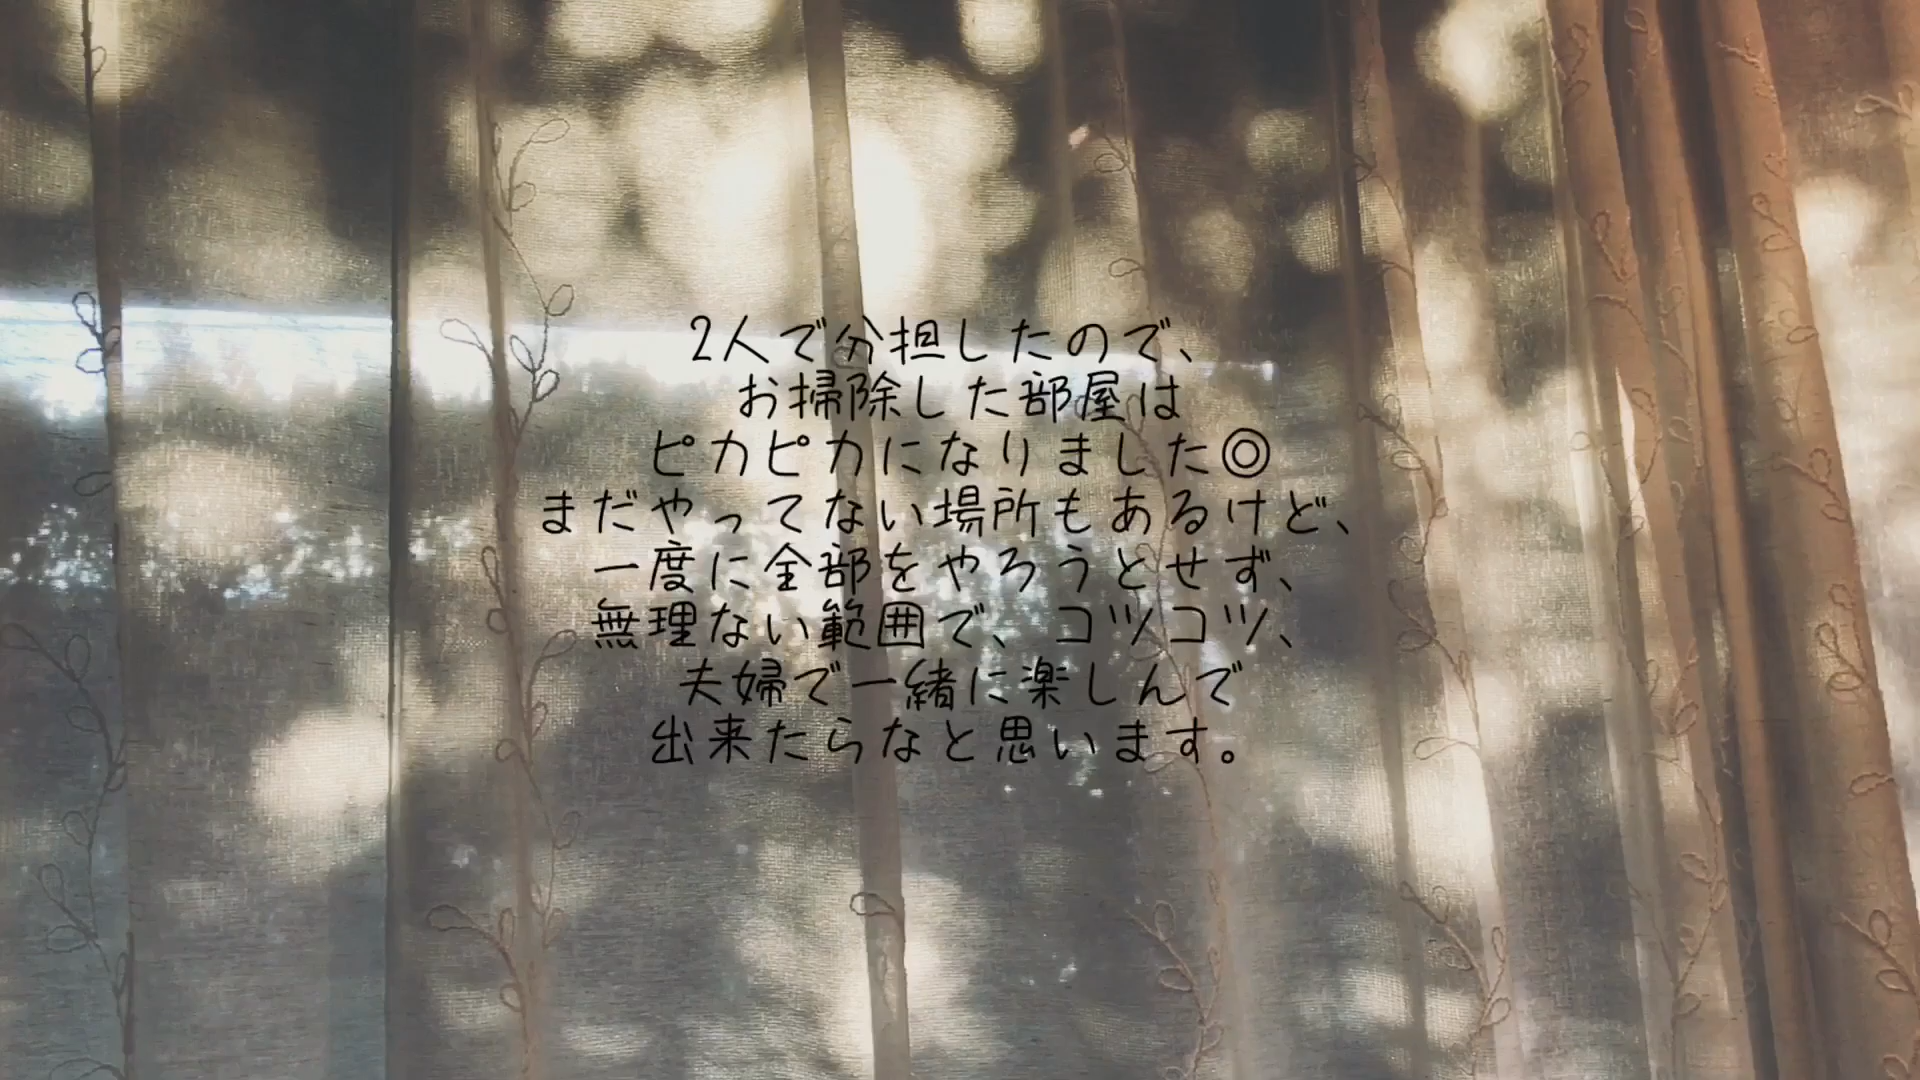 2人で分担したので、
お掃除した部屋は
ピカピカになりました◎
まだやってない場所もあるけど、
一度に全部をやろうとせず、
無理ない範囲で、コツコツ、
夫婦で一緒に楽しんで
出来たらなと思います。